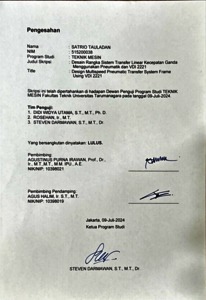 Pengesahan
Nama : SATRIO TAULADAN
NIM : 515200038
Program Studi : TEKNIK MESIN
Judul Skripsi : Desain Rangka Sistem Transfer Linear Kecepatan Ganda
Menggunakan Pneumatik dan VDI 2221
Title : Design Multispeed Pneumatic Transfer System Frame
Using VDI 2221
Skripsi ini telah dipertahankan di hadapan Dewan Penguji Program Studi TEKNIK
MESIN Fakultas Teknik Universitas Tarumanagara pada tanggal 09-Juli-2024.
Tim Penguji:
1. DIDI WIDYA UTAMA, S.T., M.T., Ph. D.
2. ROSEHAN, Ir., M.T.
3. STEVEN DARMAWAN, S.T., M.T., Dr.
Yang bersangkutan dinyatakan: LULUS.
Pembimbing:
AGUSTINUS PURNA IRAWAN, Prof., Dr.,
Ir., M.T.,M.T., M.M. IPU., A.E.
NIK/NIP: 10398021
Pembimbing Pendamping:
AGUS HALIM, Ir. S.T., M.T.
NIK/NIP: 10398019
Jakarta, 09-Juli-2024
Ketua Program Studi
STEVEN DARMAWAN, S.T., M.T., Dr.